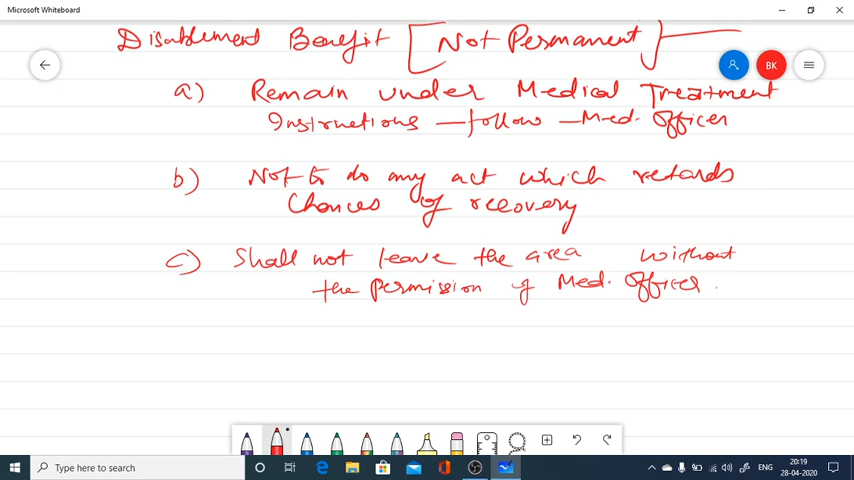 Microsoft Whiteboard
Disablement Benefit [Not Permanent}
BK
a) Remain under Medical Treatment
Instructions — follow — Med. Officer
b) Not to do any act which retards
Chances of recovery
c) Shall not leave the area without
the permission of Med. Officer.
Type here to search
ENG
20:19
28-04-2020